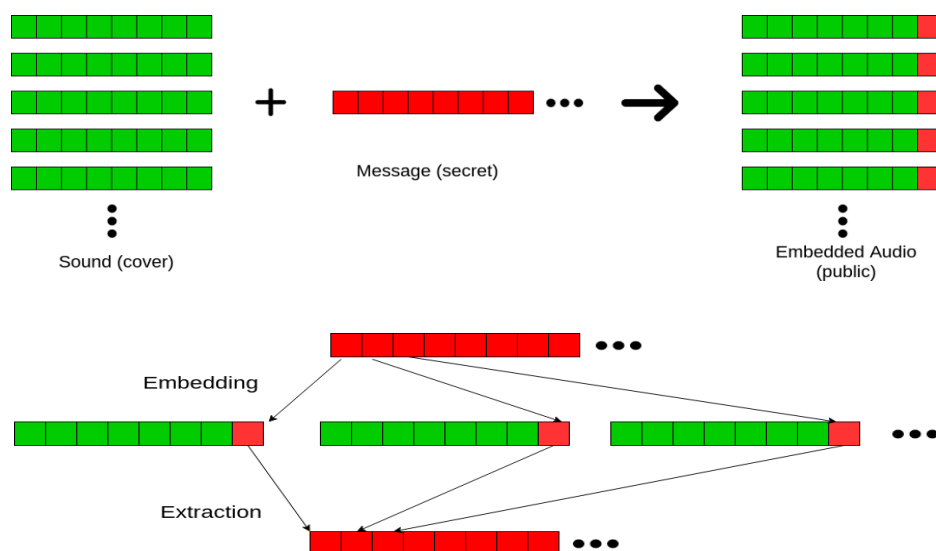 Message (secret)
Sound (cover)
Embedded Audio
(public)
Embedding
Extraction